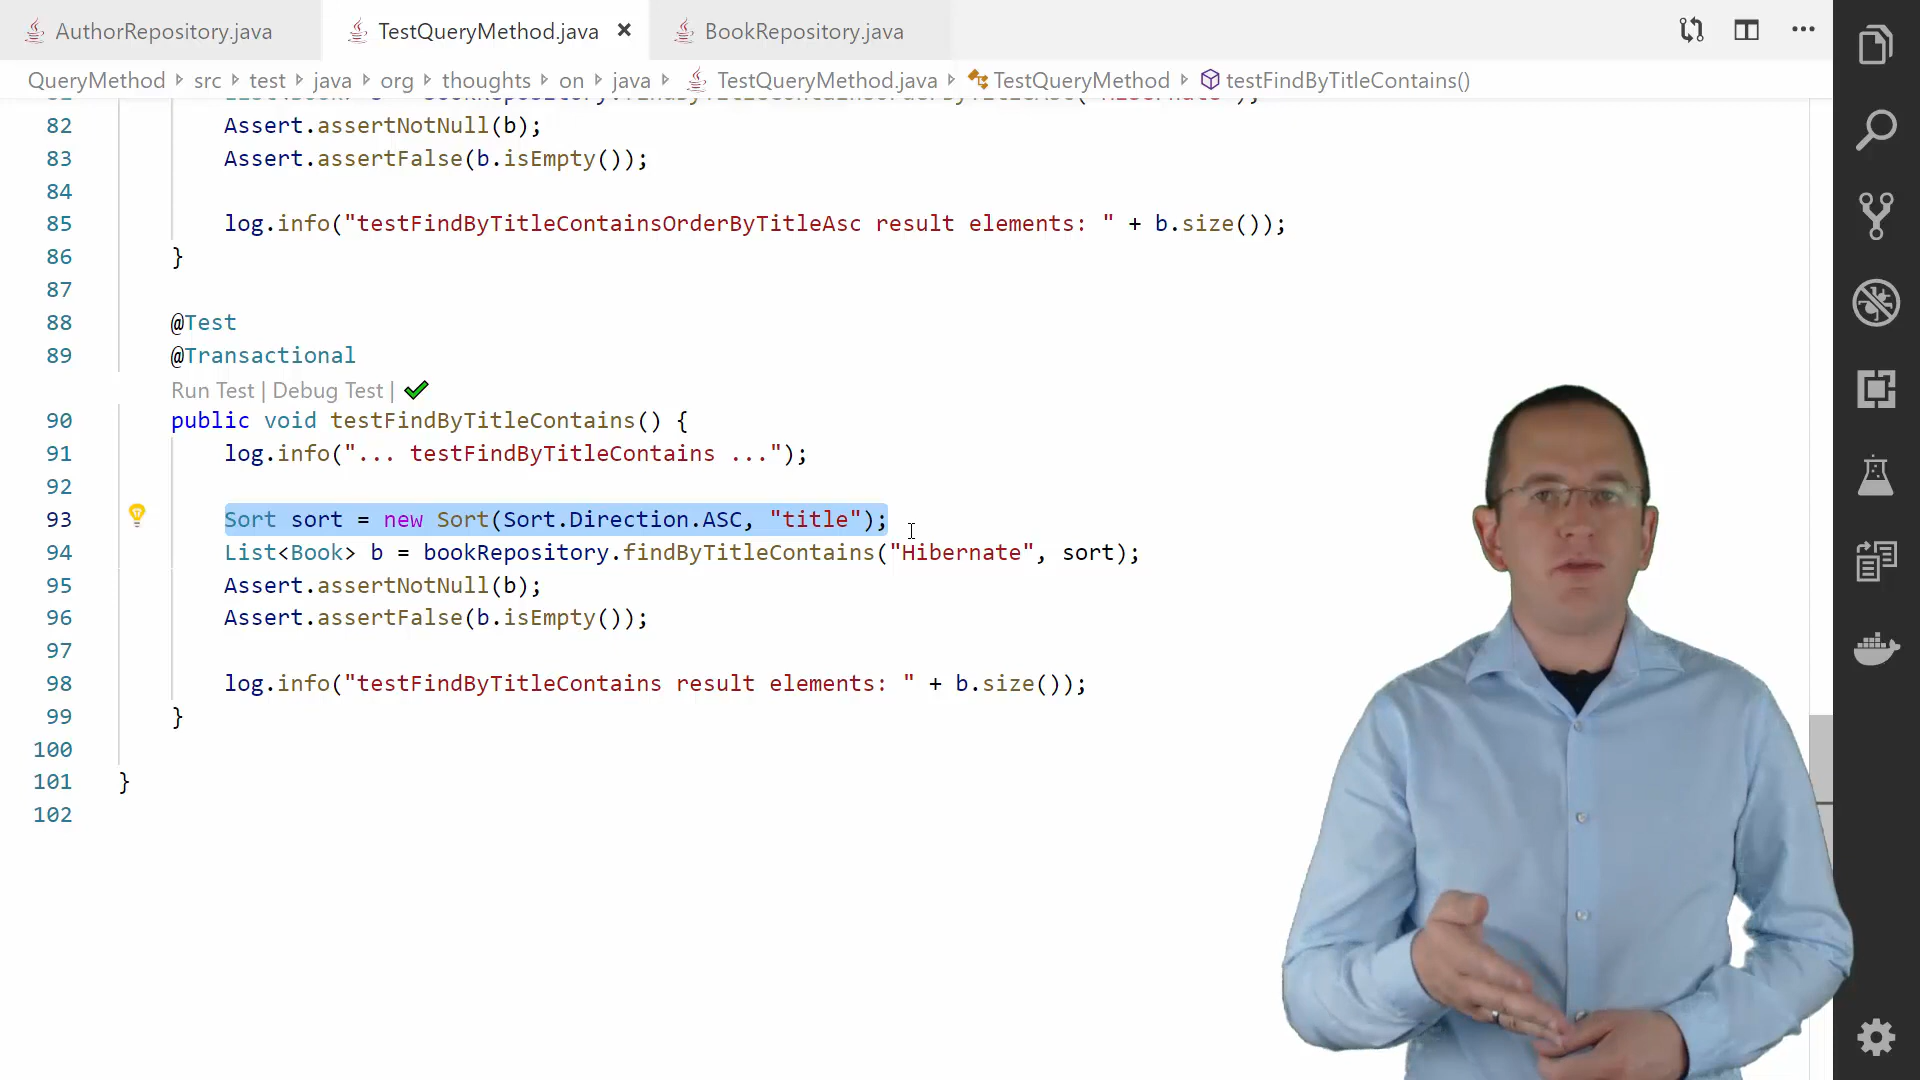 AuthorRepository.java
TestQueryMethod.java
BookRepository.java
QueryMethod src test java org thoughts on java TestQueryMethod.java TestQueryMethod testFindByTitleContains()
82 Assert.assertNotNull(b);
83 Assert.assertFalse(b.isEmpty());
84
85 log.info("testFindByTitleContainsOrderByTitleAsc result elements: " + b.size());
86 }
87
88 @Test
89 @Transactional
Run Test | Debug Test |
90 public void testFindByTitleContains() {
91 log.info("... testFindByTitleContains ...");
92
93 Sort sort = new Sort(Sort.Direction.ASC, "title");
94 List<Book> b = bookRepository.findByTitleContains("Hibernate", sort);
95 Assert.assertNotNull(b);
96 Assert.assertFalse(b.isEmpty());
97
98 log.info("testFindByTitleContains result elements: " + b.size());
99 }
100
101 }
102